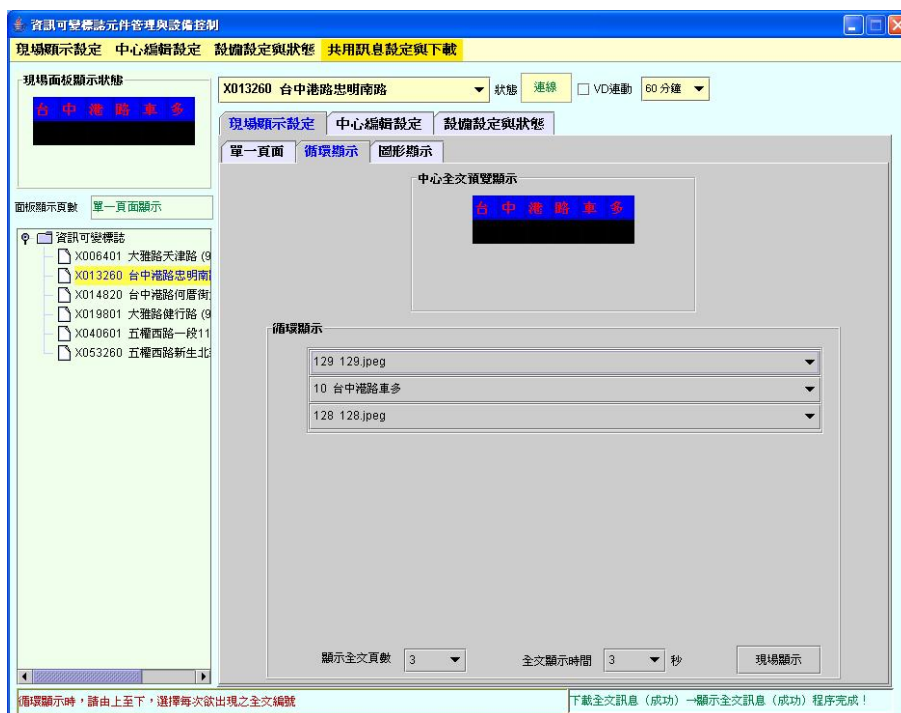 資訊可變標誌元件管理與設備控制
現場顯示設定 中心編輯設定 設備設定與狀態 共用訊息設定與下載
現場面板顯示狀態
台中港路車多
面板顯示頁數 單一頁面顯示
資訊可變標誌
X006401 大雅路天津路 (9
X013260 台中港路忠明南
X014820 台中港路何厝街
X019801 大雅路健行路 (9
X040601 五權西路一段11
X053260 五權西路新生北
X013260 台中港路忠明南路 狀態 連線 VD連動 60分鐘
現場顯示設定 中心編輯設定 設備設定與狀態
單一頁面 循環顯示 圖形顯示
中心全文預覽顯示
台中港路車多
循環顯示
129 129.jpeg
10 台中港路車多
128 128.jpeg
顯示全文頁數 3 全文顯示時間 3 秒 現場顯示
循環顯示時，請由上至下，選擇每次欲出現之全文編號
下載全文訊息（成功）→顯示全文訊息（成功）程序完成！